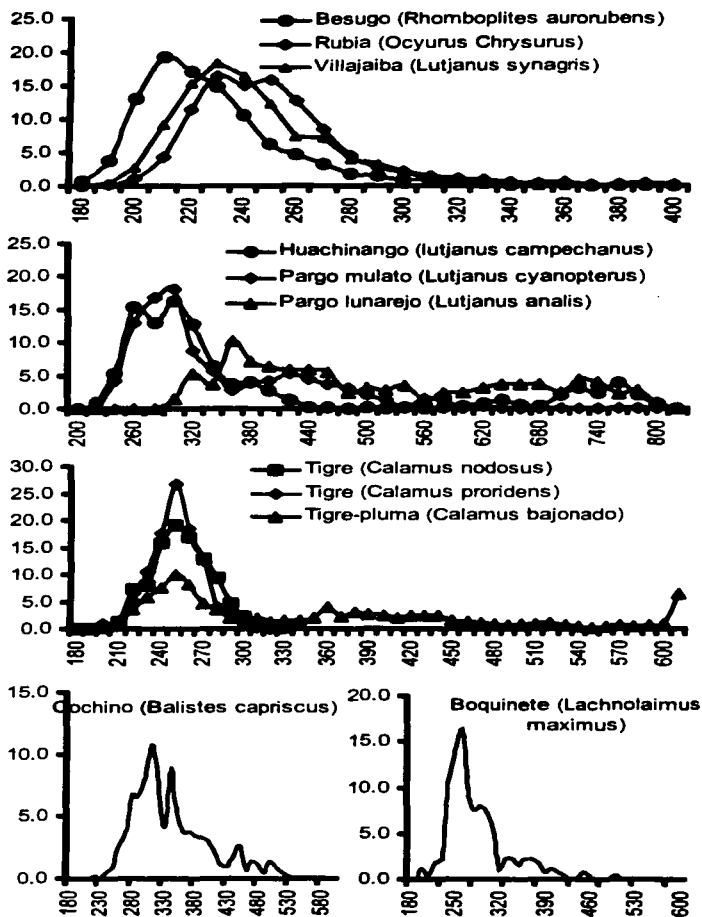 Besugo (Rhomboplites aurorubens)
Rubia (Ocyurus Chrysurus)
Villajaiba (Lutjanus synagris)
25.0
20.0
15.0
10.0
5.0
0.0
180 200 220 240 260 280 300 320 340 360 380 400
Huachinango (lutjanus campechanus)
Pargo mulato (Lutjanus cyanopterus)
Pargo lunarejo (Lutjanus analis)
25.0
20.0
15.0
10.0
5.0
0.0
200 260 320 380 440 500 560 620 680 740 800
Tigre (Calamus nodosus)
Tigre (Calamus proridens)
Tigre-pluma (Calamus bajonado)
30.0
25.0
20.0
15.0
10.0
5.0
0.0
180 210 240 270 300 330 360 390 420 450 480 510 540 570 600
Cochino (Balistes capriscus)
15.0
10.0
5.0
0.0
180 230 280 330 380 430 480 530 580
Boquinete (Lachnolaimus
maximus)
20.0
15.0
10.0
5.0
0.0
180 250 320 390 460 530 600